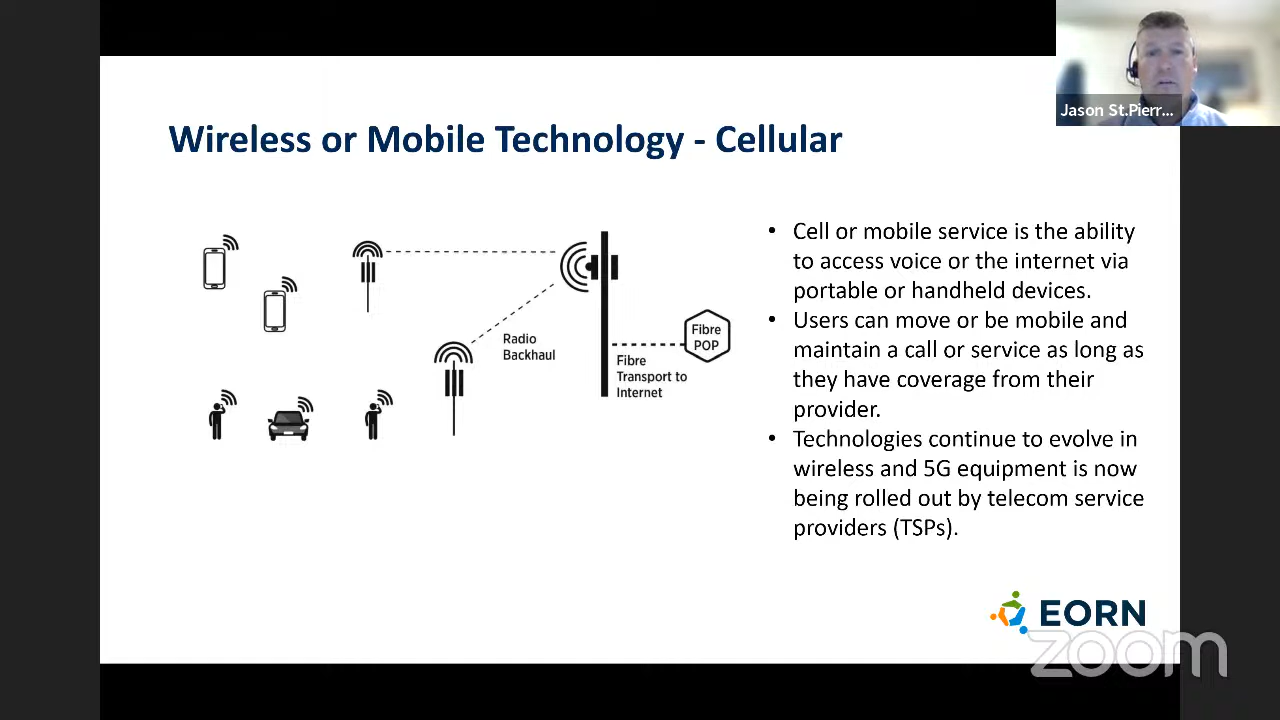 Jason St.Pierr...
Wireless or Mobile Technology - Cellular
Radio
Backhaul
Fibre
POP
Fibre
Transport to
Internet
• Cell or mobile service is the ability
to access voice or the internet via
portable or handheld devices.
• Users can move or be mobile and
maintain a call or service as long as
they have coverage from their
provider.
• Technologies continue to evolve in
wireless and 5G equipment is now
being rolled out by telecom service
providers (TSPs).
EORN
zoom